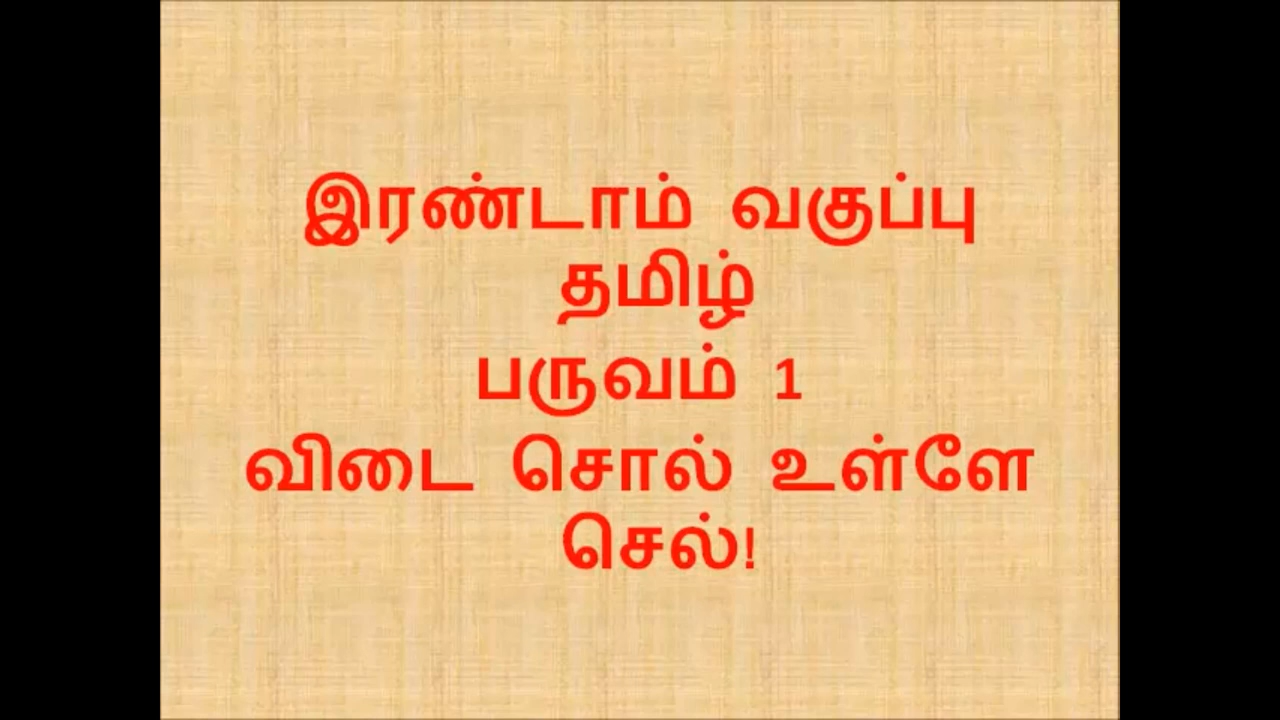 இரண்டாம் வகுப்பு
தமிழ்
பருவம் 1
விடை சொல் உள்ளே
செல்!